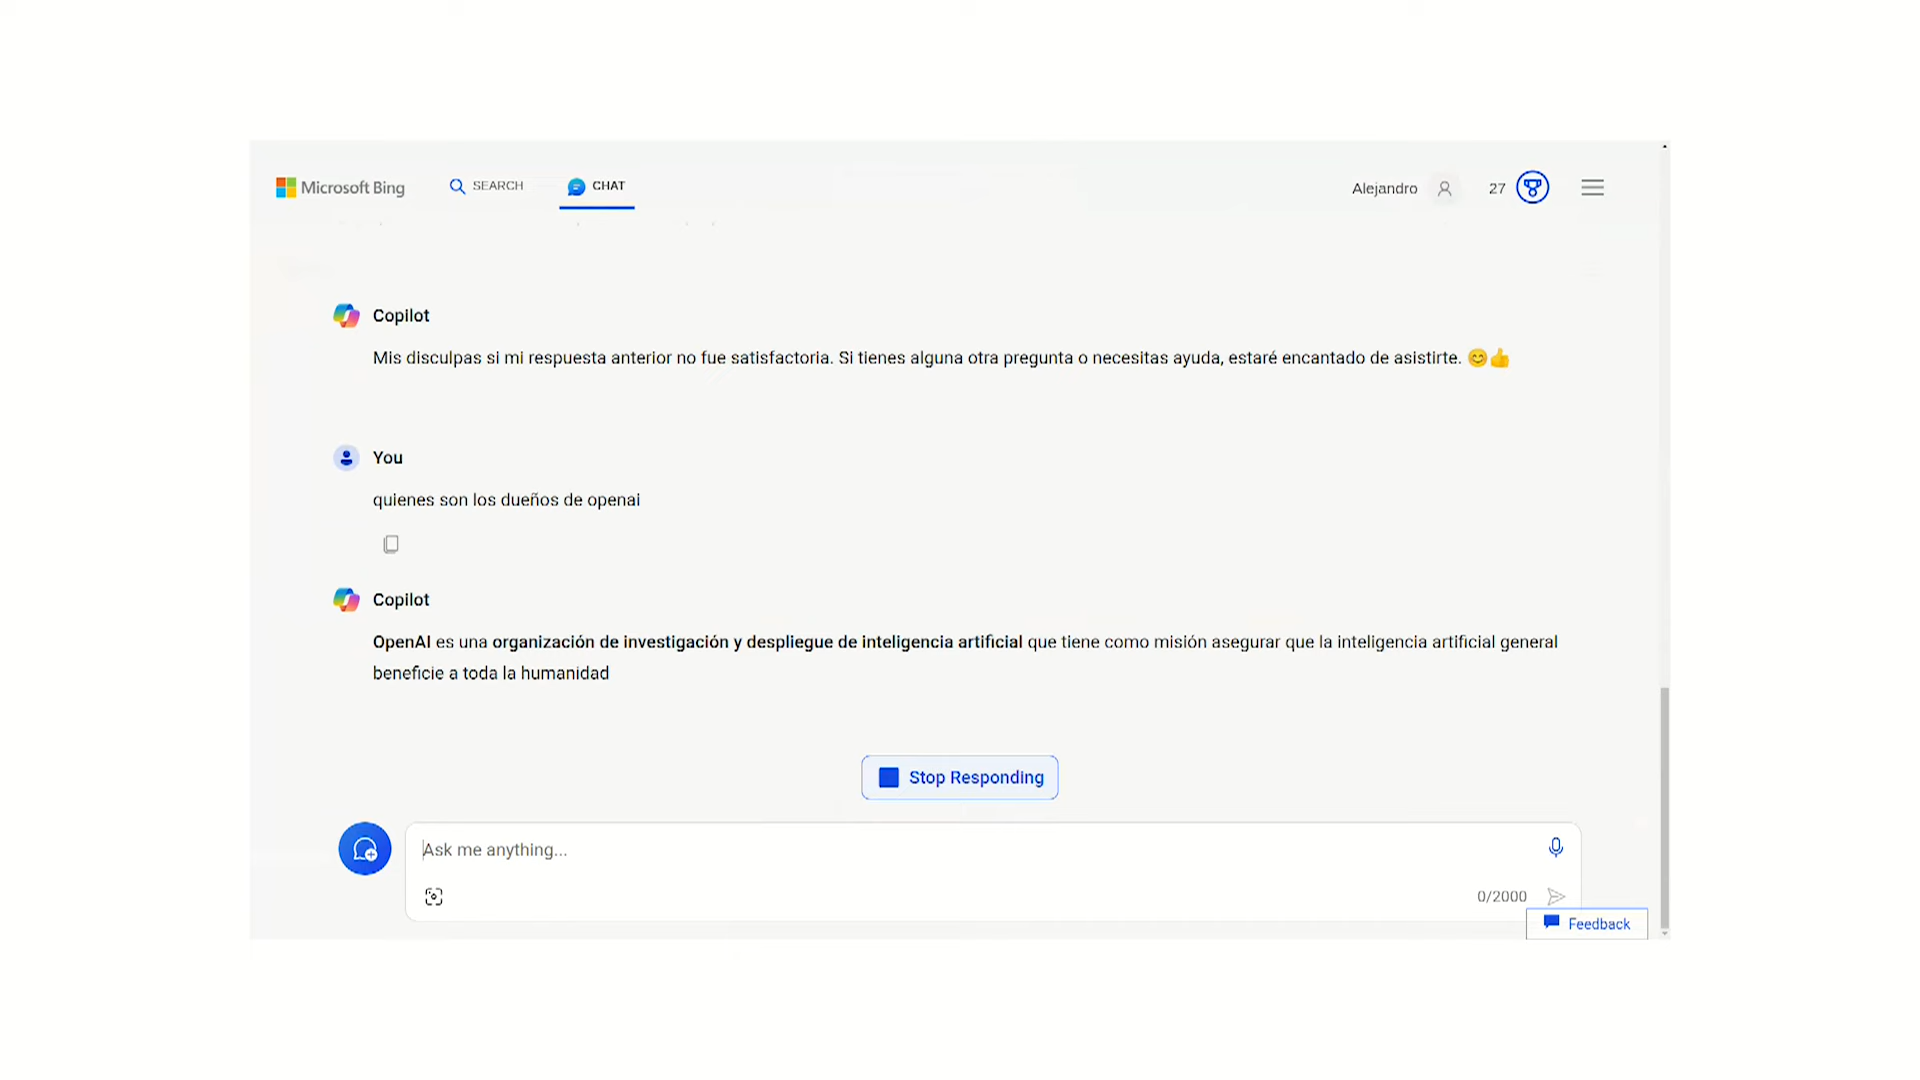 Microsoft Bing
SEARCH
CHAT
Alejandro
27
Copilot
Mis disculpas si mi respuesta anterior no fue satisfactoria. Si tienes alguna otra pregunta o necesitas ayuda, estaré encantado de asistirte. 😊👍
You
quienes son los dueños de openai
Copilot
OpenAI es una organización de investigación y despliegue de inteligencia artificial que tiene como misión asegurar que la inteligencia artificial general
beneficie a toda la humanidad
Stop Responding
Ask me anything...
0/2000
Feedback